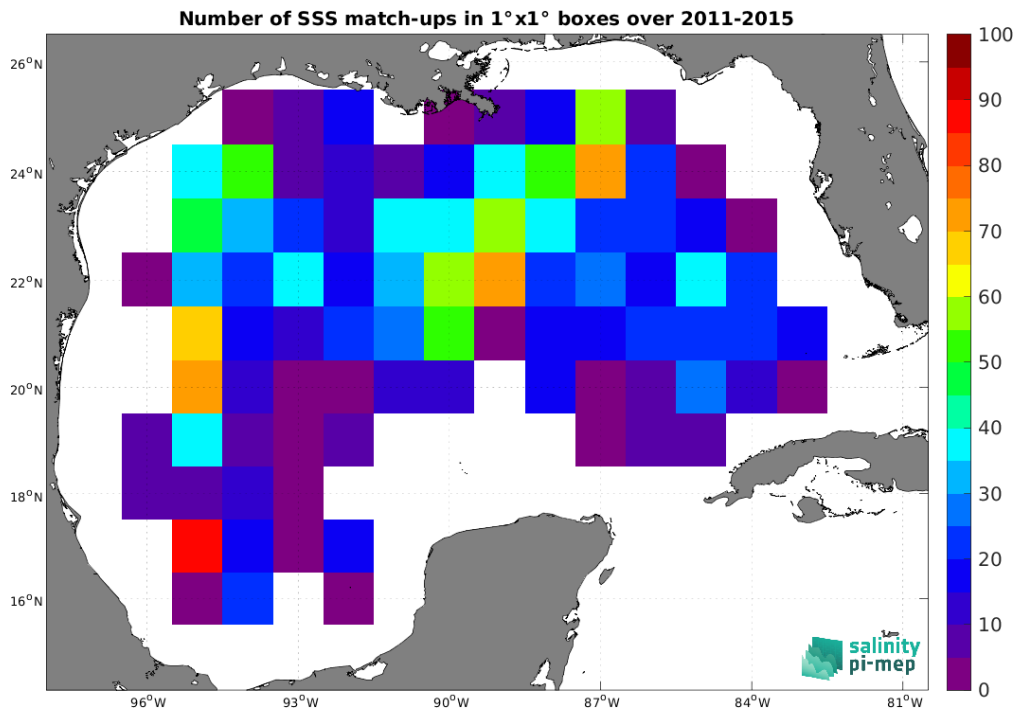 Number of SSS match-ups in 1°x1° boxes over 2011-2015
26°N
24°N
22°N
20°N
18°N
16°N
96°W
93°W
90°W
87°W
84°W
81°W
100
90
80
70
60
50
40
30
20
10
0
salinity
pi-mep